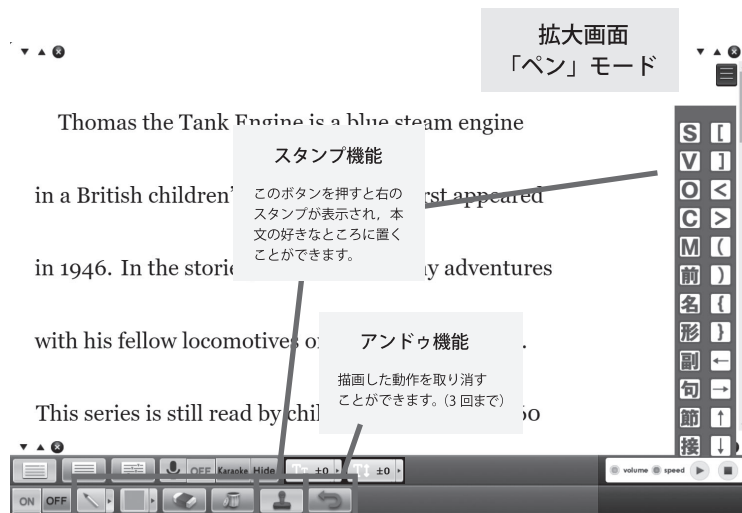 拡大画面
「ペン」モード
Thomas the Tank Engine is a blue steam engine
スタンプ機能
このボタンを押すと右の
スタンプが表示され，本
文の好きなところに置く
ことができます。
in a British children’
rst appeared
in 1946. In the storie
y adventures
with his fellow locomotives o
.
アンドゥ機能
描画した動作を取り消す
ことができます。（3 回まで）
This series is still read by chil
60
S [
V ]
O <
C >
M (
前 )
名 {
形 }
副 ←
句 →
節 ↑
接 ↓
OFF Karaoke Hide ±0 ±0
volume speed
ON OFF